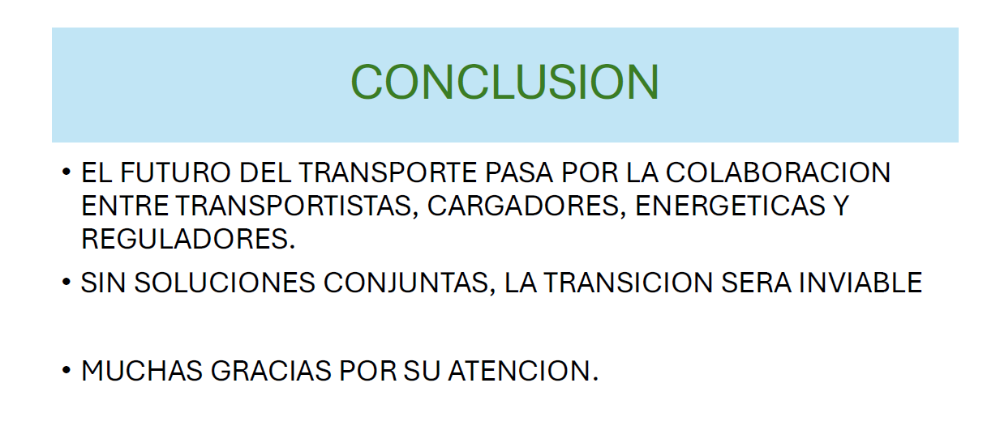 CONCLUSION
• EL FUTURO DEL TRANSPORTE PASA POR LA COLABORACION
ENTRE TRANSPORTISTAS, CARGADORES, ENERGETICAS Y
REGULADORES.
• SIN SOLUCIONES CONJUNTAS, LA TRANSICION SERA INVIABLE
• MUCHAS GRACIAS POR SU ATENCION.